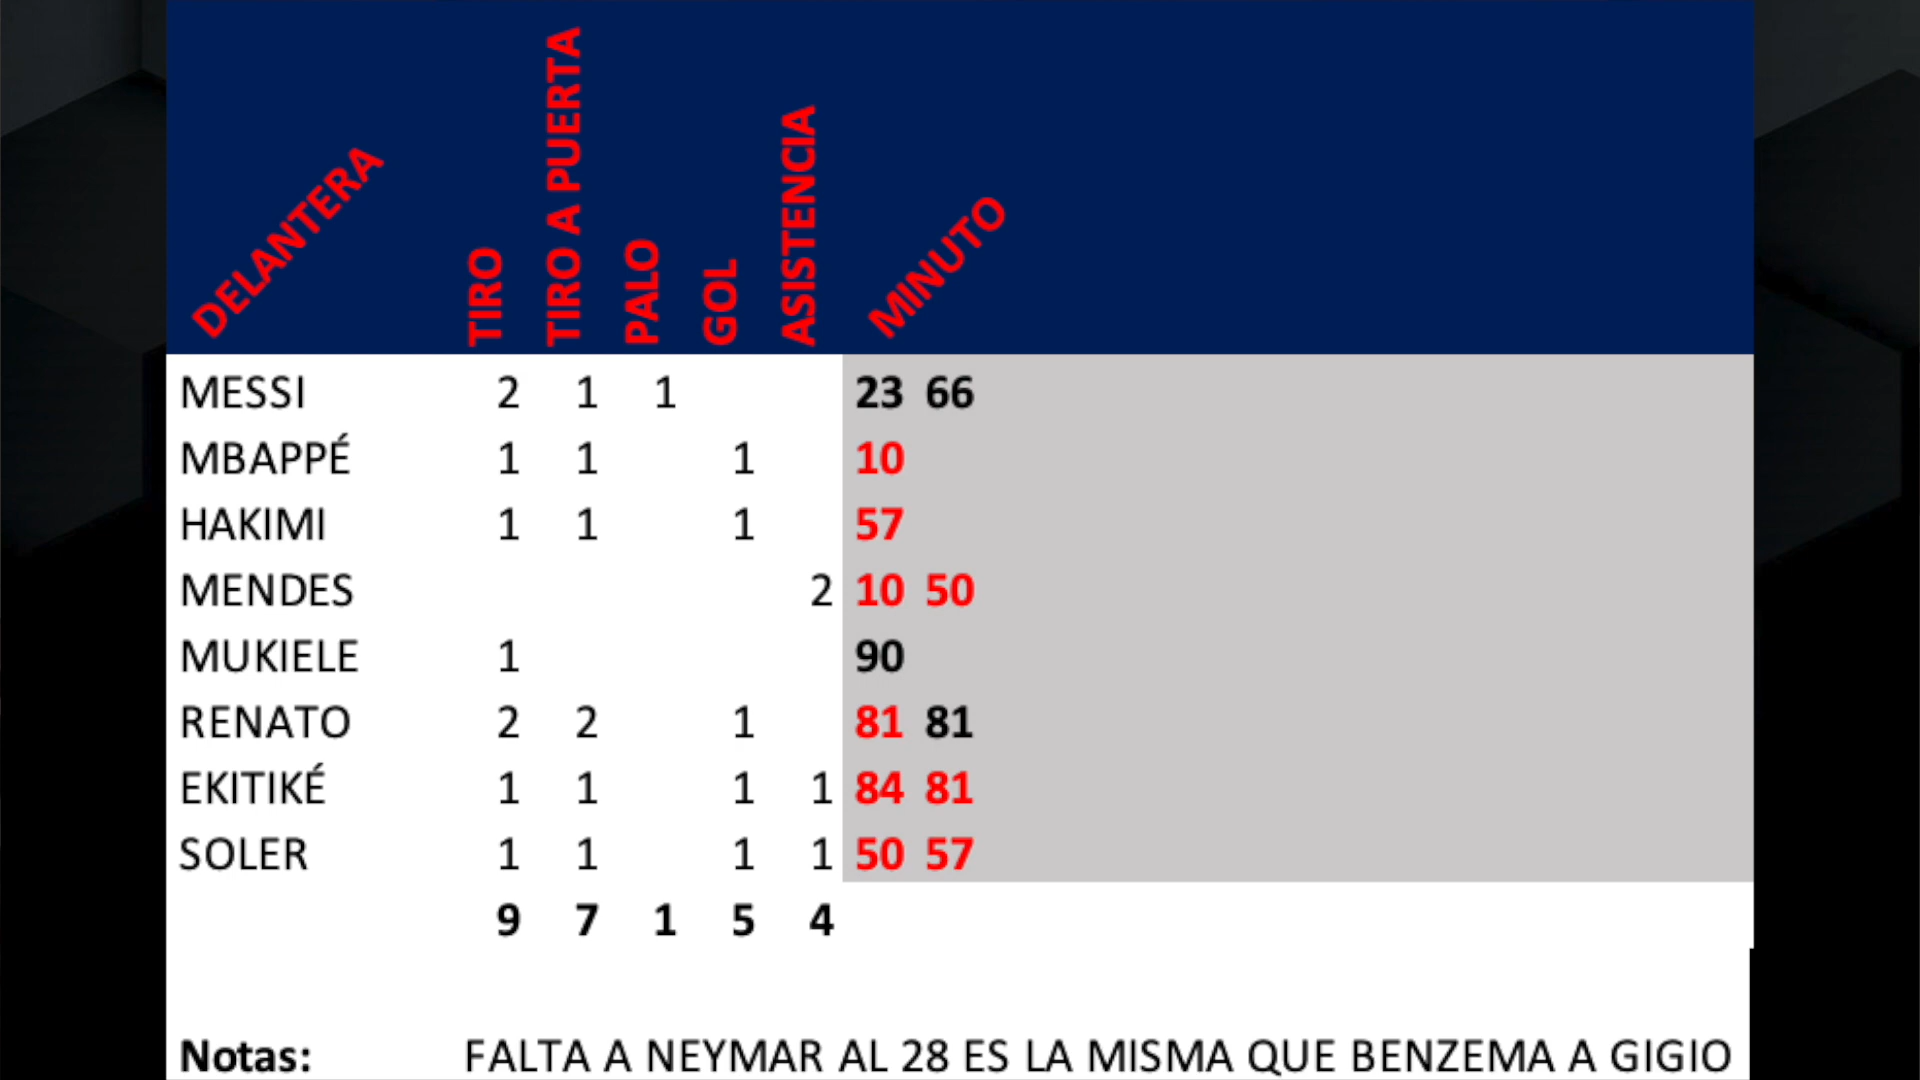 DELANTERA TIRO TIRO A PUERTA PALO GOL ASISTENCIA MINUTO
MESSI 2 1 1 23 66
MBAPPÉ 1 1 1 10
HAKIMI 1 1 1 57
MENDES 2 10 50
MUKIELE 1 90
RENATO 2 2 1 81 81
EKITIKÉ 1 1 1 1 84 81
SOLER 1 1 1 1 50 57
9 7 1 5 4
Notas: FALTA A NEYMAR AL 28 ES LA MISMA QUE BENZEMA A GIGIO